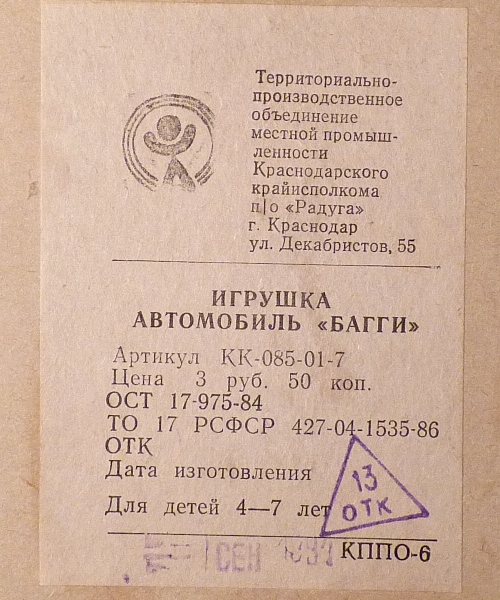 Территориально-
производственное
объединение
местной промыш-
ленности
Краснодарского
крайисполкома
п|о «Радуга»
г. Краснодар
ул. Декабристов, 55
ИГРУШКА
АВТОМОБИЛЬ «БАГГИ»
Артикул КК-085-01-7
Цена 3 руб. 50 коп.
ОСТ 17-975-84
ТО 17 РСФСР 427-04-1535-86
ОТК
Дата изготовления
13
ОТК
Для детей 4—7 лет
СЕН
КППО-6